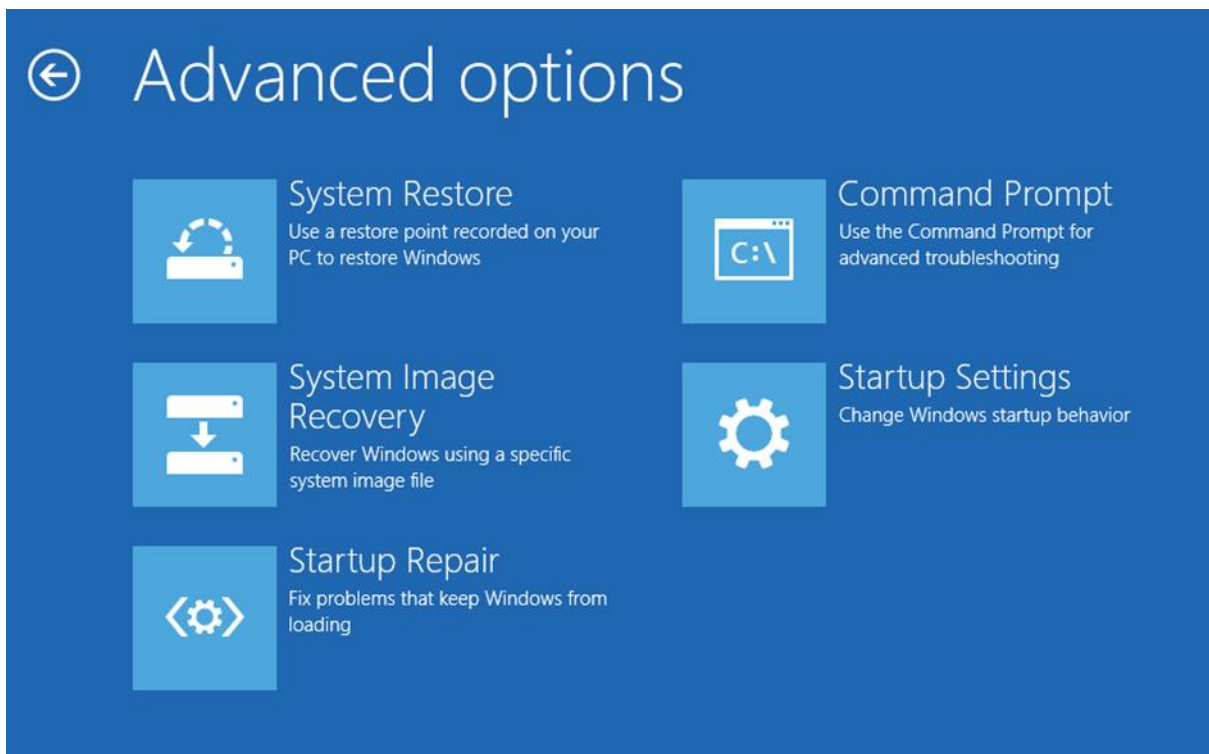 Advanced options
System Restore
Use a restore point recorded on your
PC to restore Windows
System Image
Recovery
Recover Windows using a specific
system image file
Startup Repair
Fix problems that keep Windows from
loading
Command Prompt
Use the Command Prompt for
advanced troubleshooting
C:\
Startup Settings
Change Windows startup behavior